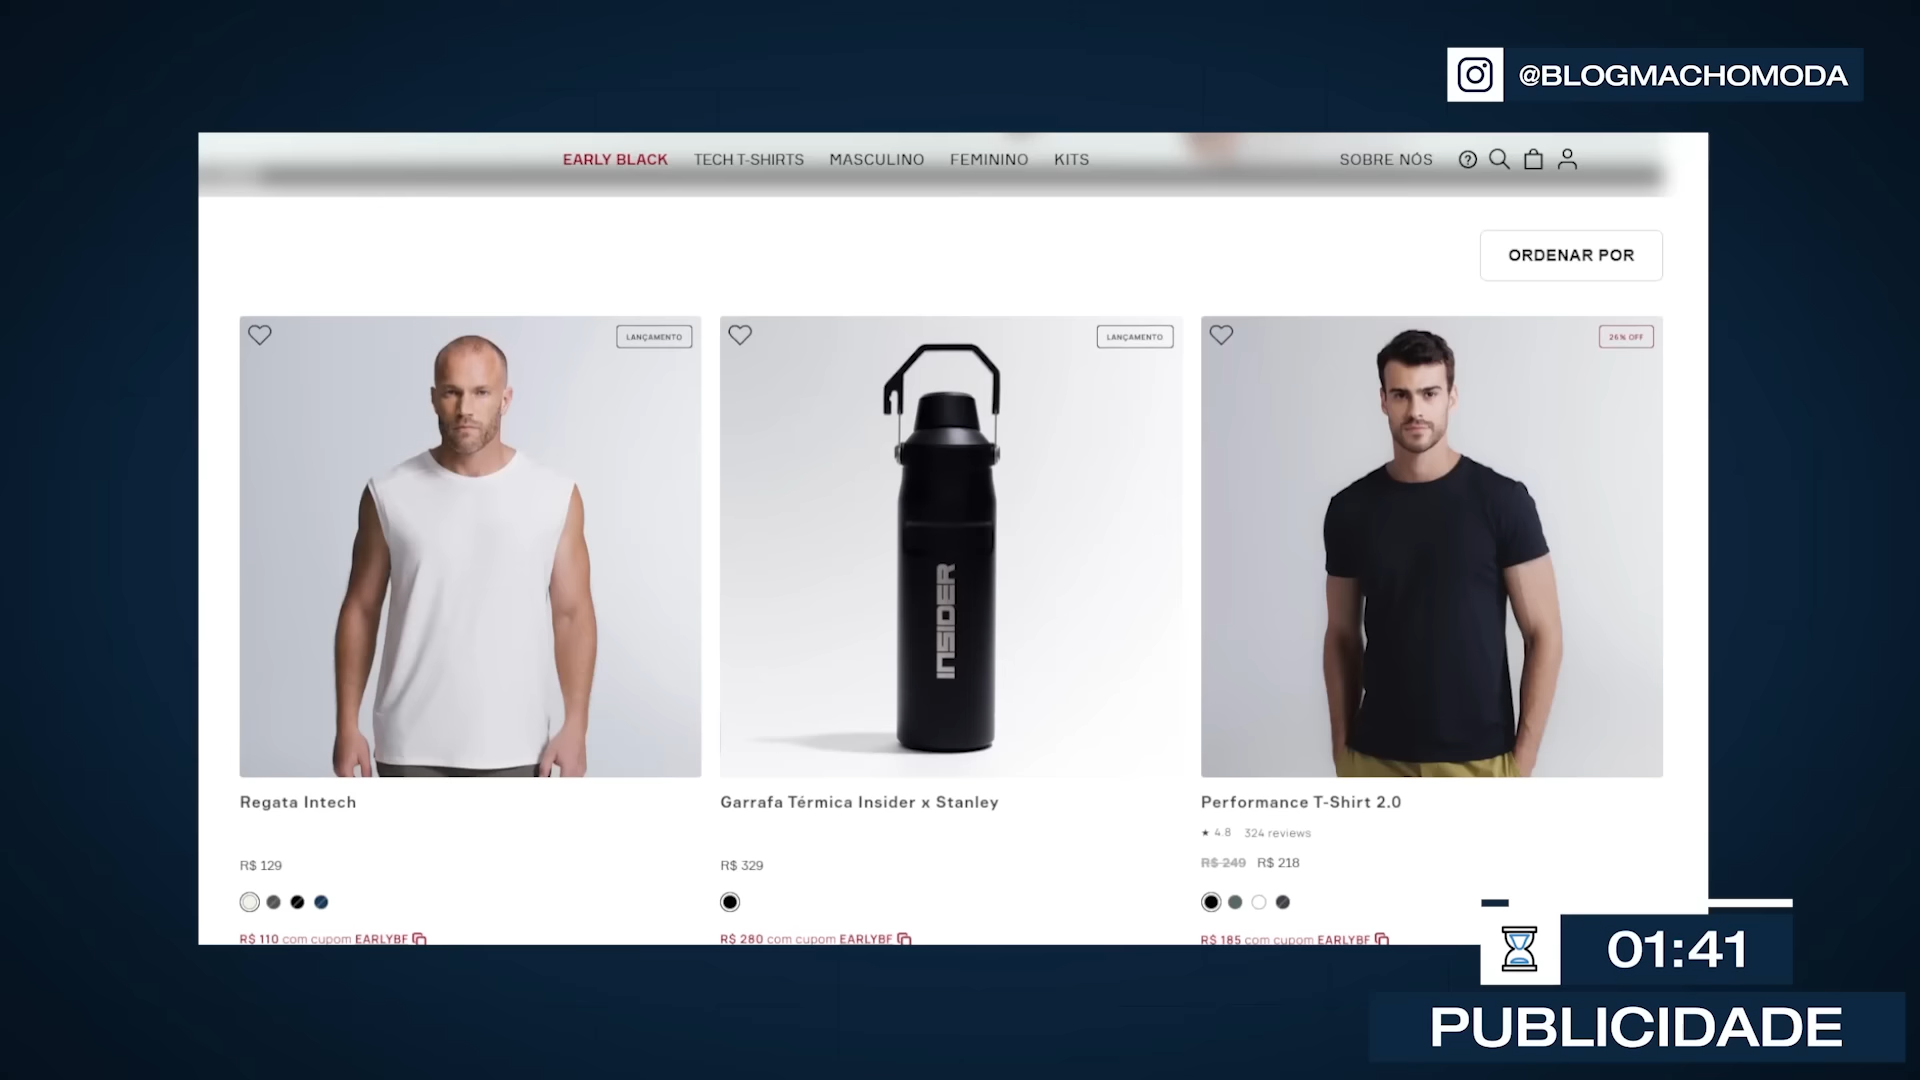 @BLOGMACHOMODA
EARLY BLACK TECH T-SHIRTS MASCULINO FEMININO KITS SOBRE NÓS
ORDENAR POR
LANÇAMENTO
LANÇAMENTO
26% OFF
INSIDER
Regata Intech
Garrafa Térmica Insider x Stanley
Performance T-Shirt 2.0
★ 4.8 324 reviews
R$ 129
R$ 329
R$ 249 R$ 218
R$ 110 com cupom EARLYBF
R$ 280 com cupom EARLYBF
R$ 185 com cupom EARLYBF
01:41
PUBLICIDADE